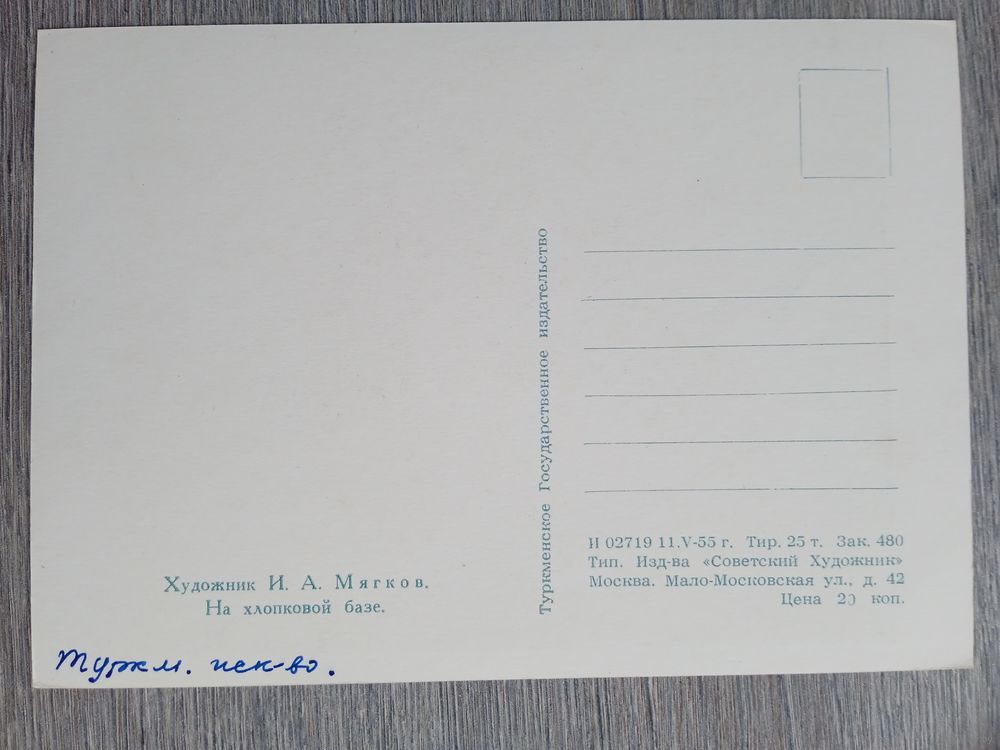 Художник И. А. Мягков.
На хлопковой базе.
Туркм. иск-во.
Туркменское Государственное издательство
И 02719 11.V-55 г. Тир. 25 т. Зак. 480
Тип. Изд-ва «Советский Художник»
Москва. Мало-Московская ул., д. 42
Цена 20 коп.